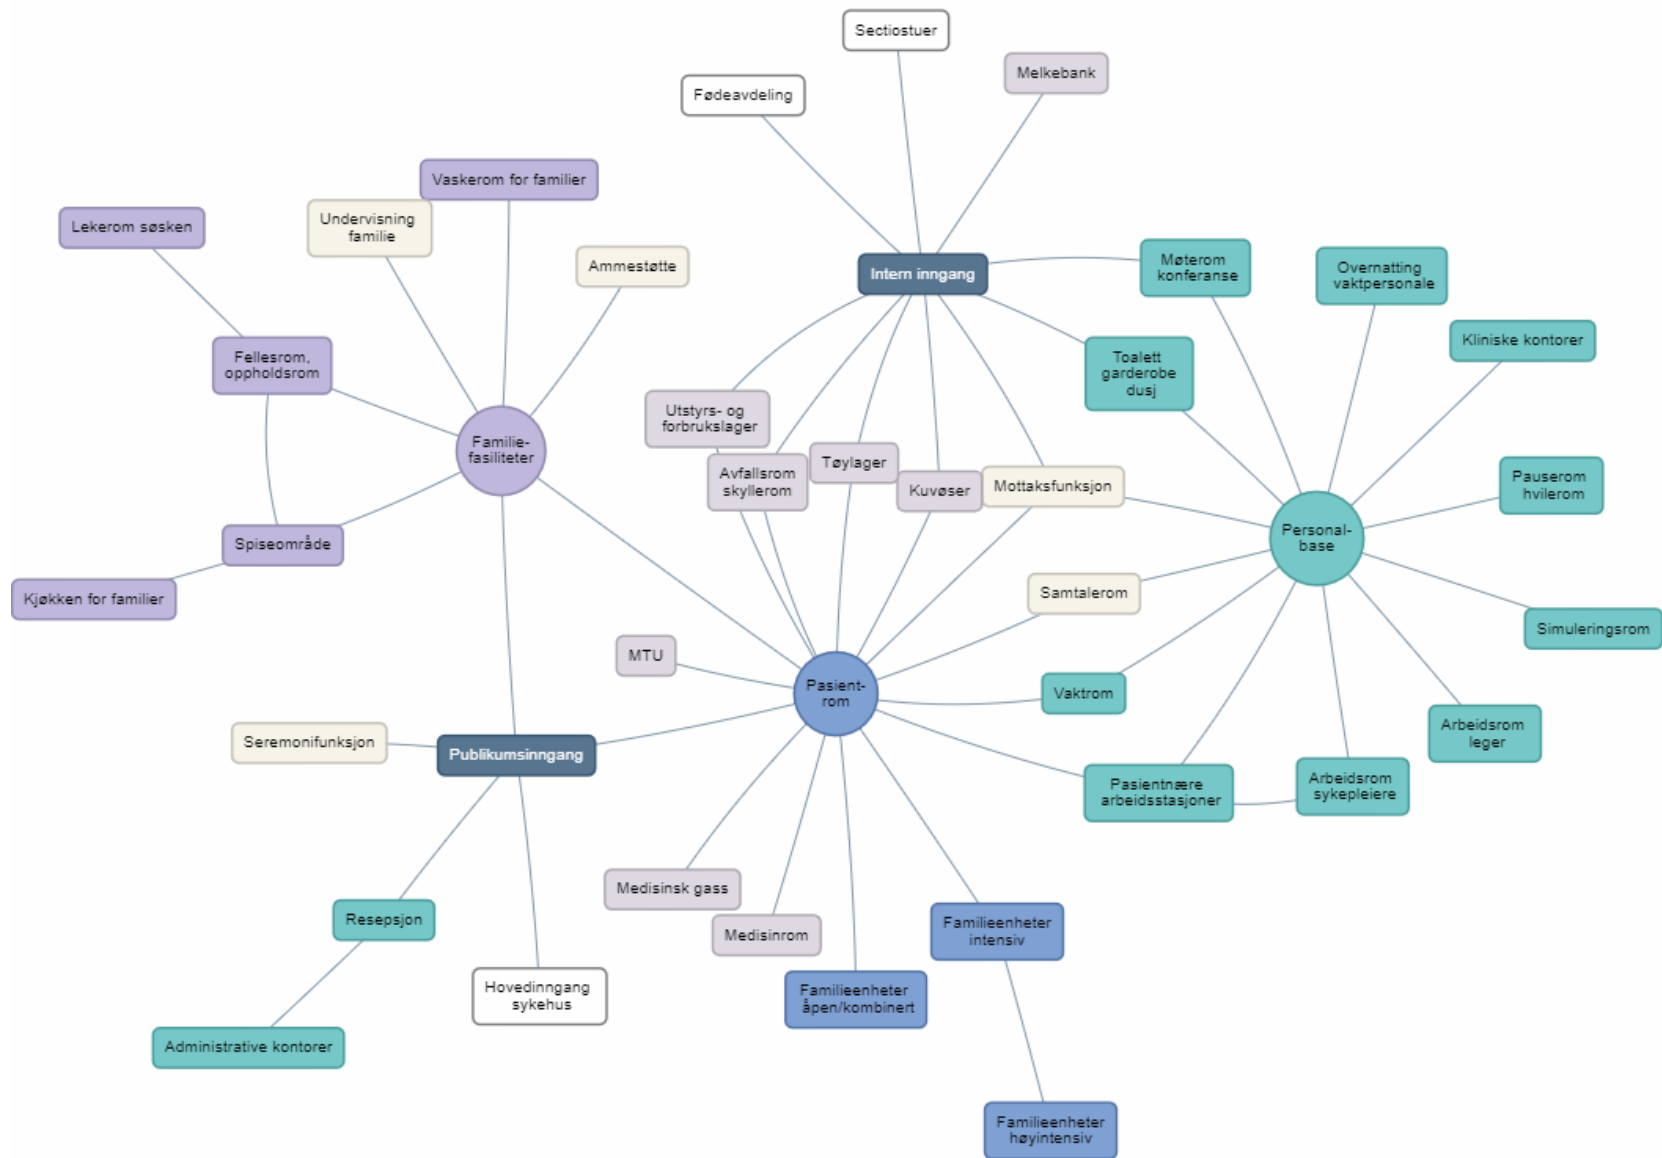 Sectiostuer
Melkebank
Fødeavdeling
Vaskerom for familier
Undervisning
familie
Lekerom søsken
Ammestøtte
Intern inngang
Møterom
konferanse
Overnatting
vaktpersonale
Kliniske kontorer
Fellesrom,
oppholdsrom
Toalett
garderobe
dusj
Utstyrs- og
forbrukslager
Familie-
fasiliteter
Tøylager
Avfallsrom
skyllerom
Kuvøser
Mottaksfunksjon
Pauserom
hvilerom
Personal-
base
Spiseområde
Kjøkken for familier
Samtalerom
Simuleringsrom
MTU
Pasient-
rom
Vaktrom
Seremonifunksjon
Publikumsinngang
Arbeidsrom
leger
Pasientnære
arbeidsstasjoner
Arbeidsrom
sykepleiere
Medisinsk gass
Medisinrom
Resepsjon
Familieenheter
intensiv
Hovedinngang
sykehus
Familieenheter
åpen/kombinert
Administrative kontorer
Familieenheter
høyintensiv